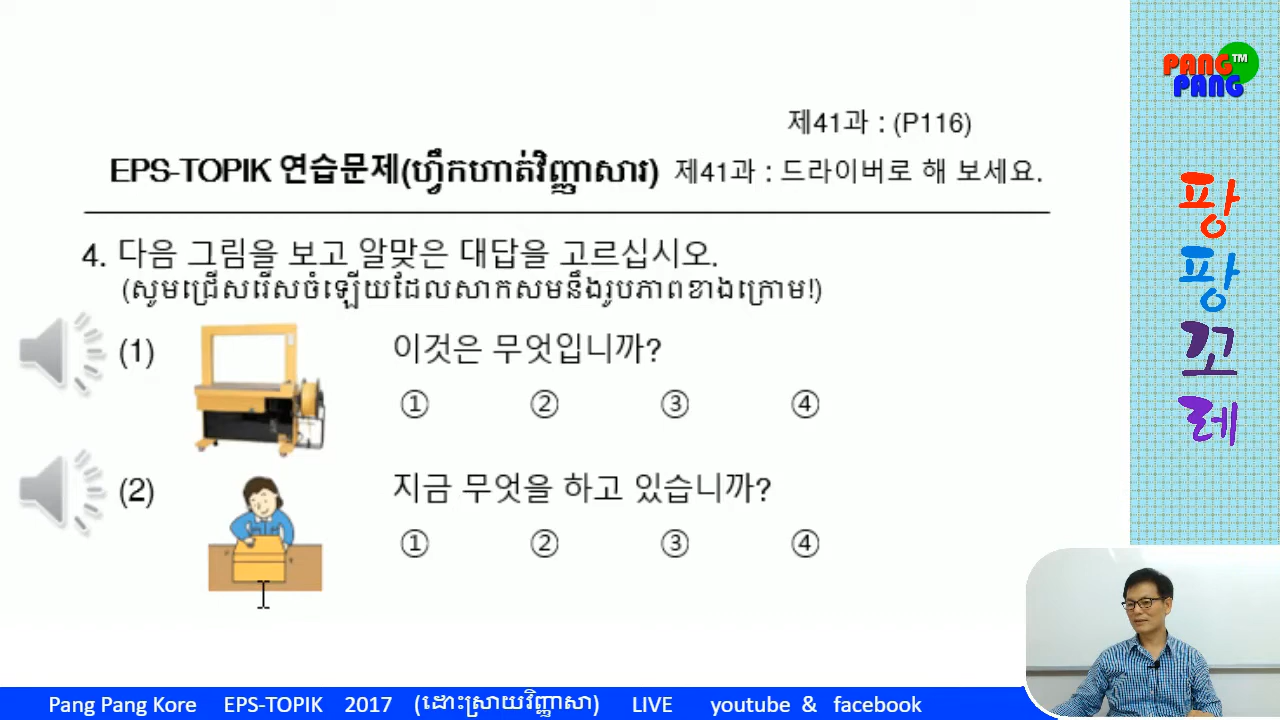 제41과 : (P116)
EPS-TOPIK 연습문제(ហ្វឹកហាត់វិញ្ញាសារ) 제41과 : 드라이버로 해 보세요.
4. 다음 그림을 보고 알맞은 대답을 고르십시오.
(សូមជ្រើសរើសចំឡើយដែលសាកសមនឹងរូបភាពខាងក្រោម!)
(1) 이것은 무엇입니까?
① ② ③ ④
(2) 지금 무엇을 하고 있습니까?
① ② ③ ④
PANG TM
PANG
팡
팡
꼬
레
Pang Pang Kore EPS-TOPIK 2017 (ដោះស្រាយវិញ្ញាសា) LIVE youtube & facebook